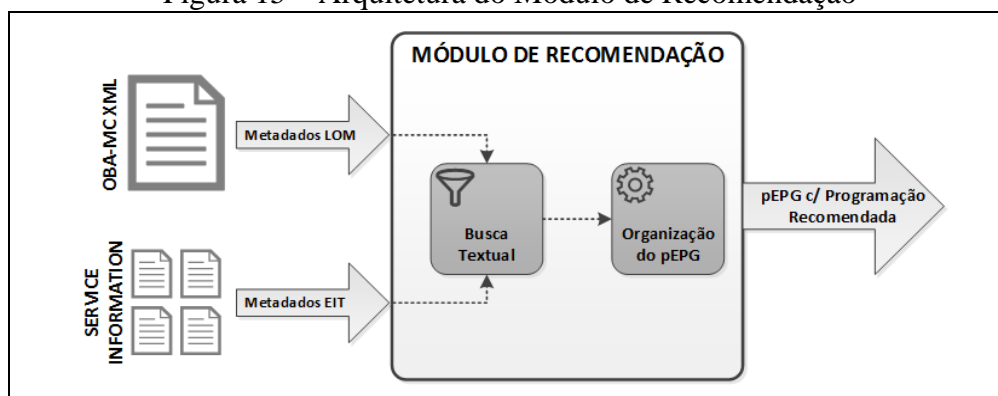 Figura 13 – Arquitetura do Módulo de Recomendação
MÓDULO DE RECOMENDAÇÃO
OBA-MC XML
Metadados LOM
Busca
Textual
Organização
do pEPG
pEPG c/ Programação
Recomendada
SERVICE
INFORMATION
Metadados EIT